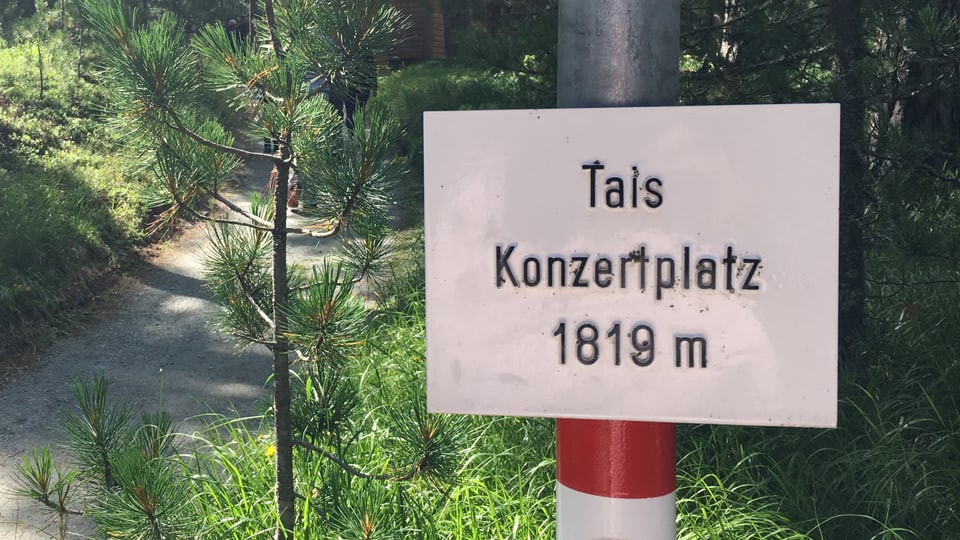 Tais
Konzertplatz
1819 m